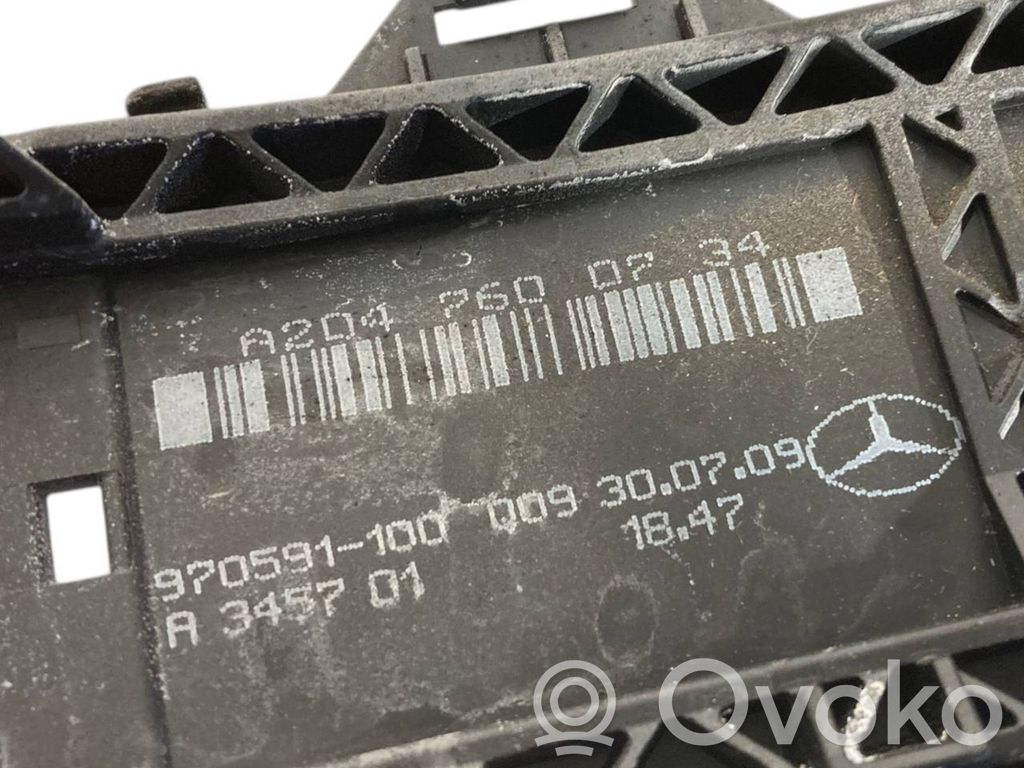 A204 760 07 34
970591-100 009 30.07.09
18.47
A 3457 01
Ovoko